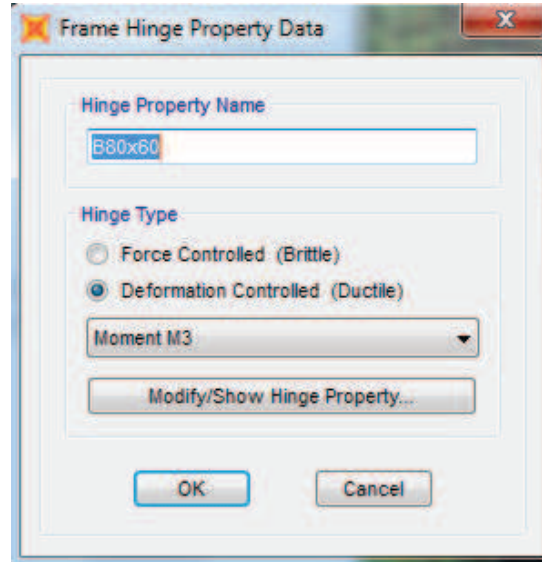 Frame Hinge Property Data
Hinge Property Name
B80x60
Hinge Type
Force Controlled (Brittle)
Deformation Controlled (Ductile)
Moment M3
Modify/Show Hinge Property...
OK Cancel